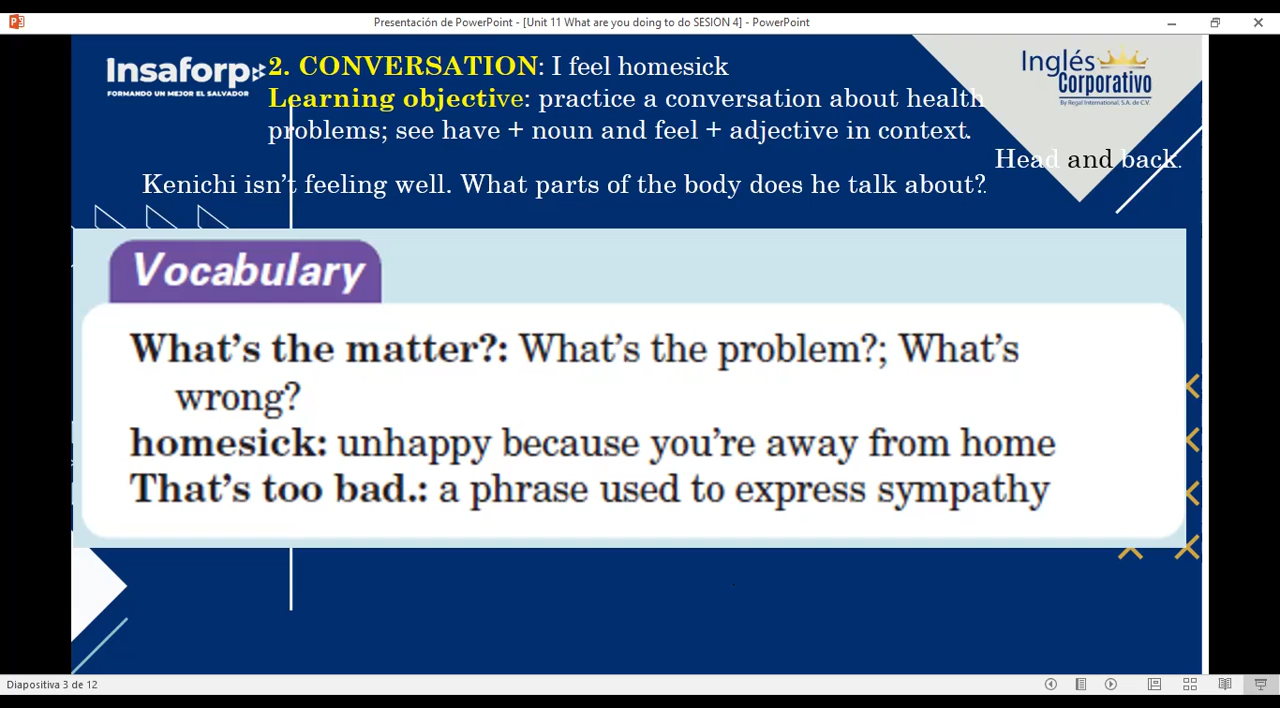 Presentación de PowerPoint - [Unit 11 What are you doing to do SESION 4] - PowerPoint
Insaforp
FORMANDO UN MEJOR EL SALVADOR
2. CONVERSATION: I feel homesick
Learning objective: practice a conversation about health
problems; see have + noun and feel + adjective in context.
Inglés
Corporativo
By Regal International, S.A. de C.V.
Head and back.
Kenichi isn't feeling well. What parts of the body does he talk about?.
Vocabulary
What's the matter?: What's the problem?; What's
wrong?
homesick: unhappy because you're away from home
That's too bad.: a phrase used to express sympathy
Diapositiva 3 de 12